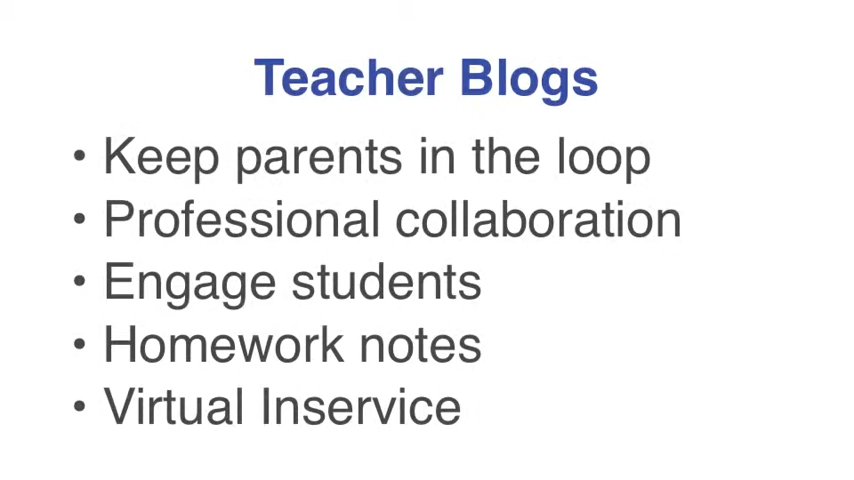 Teacher Blogs
• Keep parents in the loop
• Professional collaboration
• Engage students
• Homework notes
• Virtual Inservice